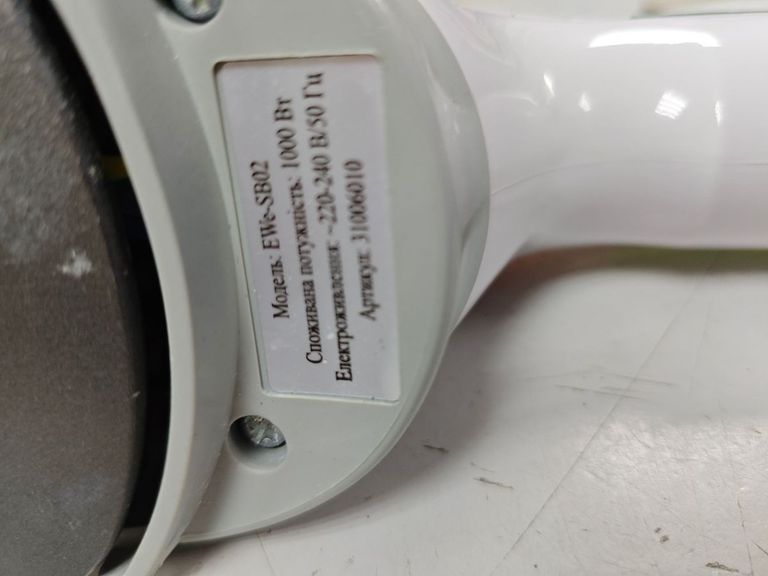 Модель: EWe-SB02
Споживана потужність: 1000 Вт
Електроживлення: ~220-240 В/50 Гц
Артикул: 31006010